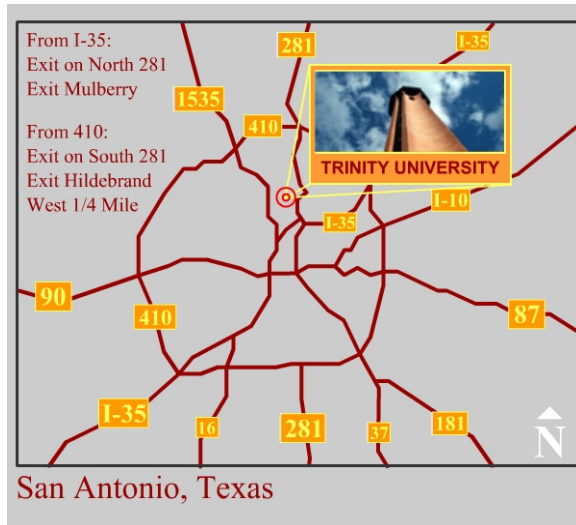 From I-35:
Exit on North 281
Exit Mulberry
From 410:
Exit on South 281
Exit Hildebrand
West 1/4 Mile
281
I-35
1535
410
TRINITY UNIVERSITY
I-10
I-35
90
410
87
I-35
16
281
37
181
N
San Antonio, Texas